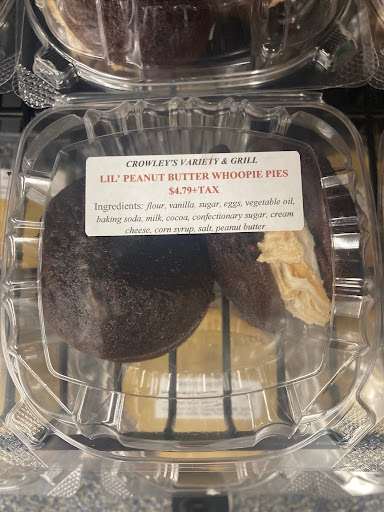 CROWLEY'S VARIETY & GRILL
LIL' PEANUT BUTTER WHOOPIE PIES
$4.79+TAX
Ingredients: flour, vanilla, sugar, eggs, vegetable oil,
baking soda, milk, cocoa, confectionary sugar, cream
cheese, corn syrup, salt, peanut butter